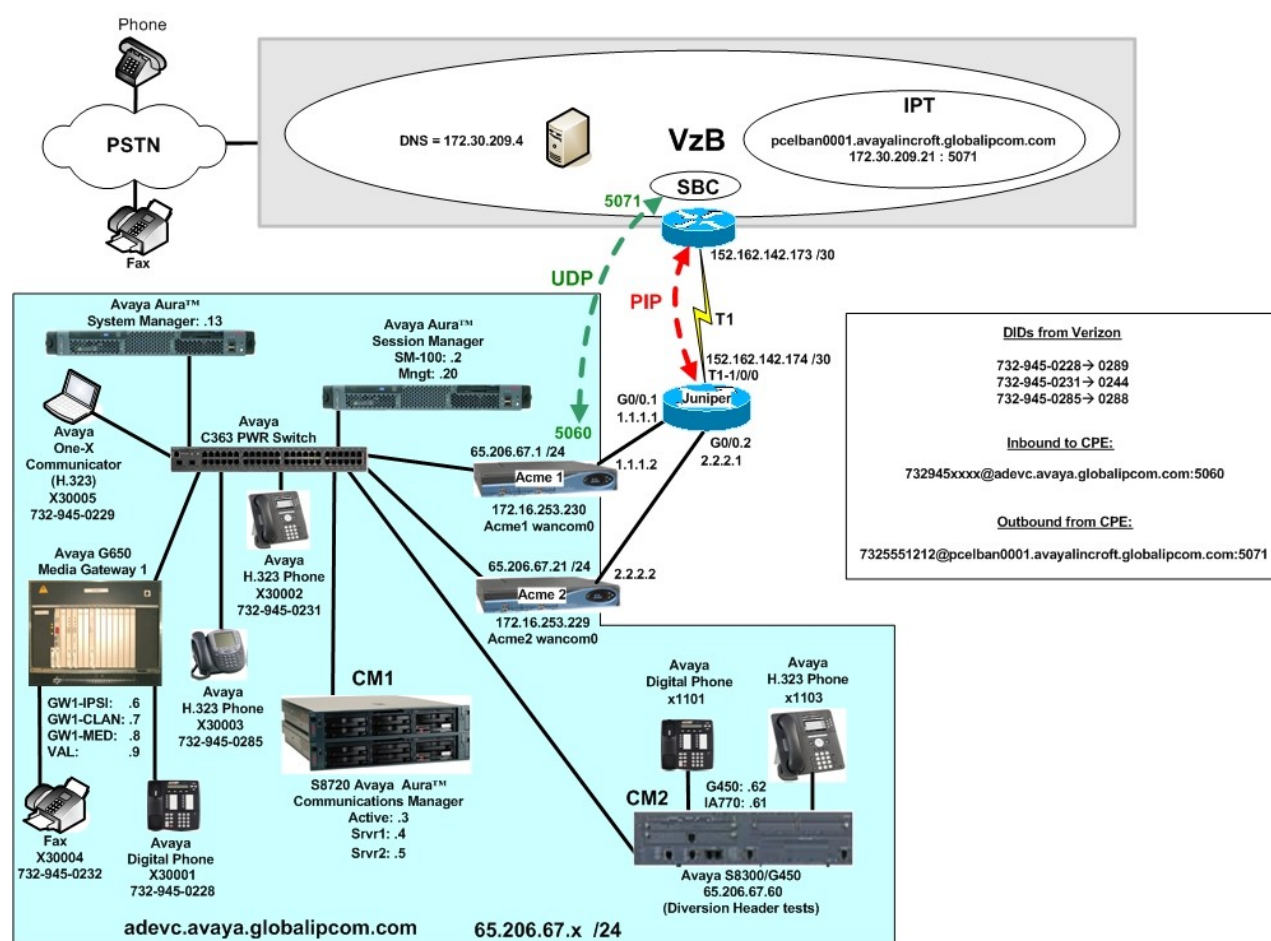 Phone
PSTN
Fax
DNS = 172.30.209.4
VzB
IPT
pcelban0001.avayalincroft.globalipcom.com
172.30.209.21 : 5071
SBC
5071
152.162.142.173 /30
UDP
PIP
T1
152.162.142.174 /30
T1-1/0/0
Juniper
G0/0.1
1.1.1.1
G0/0.2
2.2.2.1
5060
Avaya Aura™
System Manager: .13
Avaya Aura™
Session Manager
SM-100: .2
Mngt: .20
Avaya
C363 PWR Switch
Avaya
One-X
Communicator
(H.323)
X30005
732-945-0229
65.206.67.1 /24
Acme 1
1.1.1.2
172.16.253.230
Acme1 wancom0
65.206.67.21 /24
Acme 2
2.2.2.2
172.16.253.229
Acme2 wancom0
Avaya
H.323 Phone
X30002
732-945-0231
Avaya G650
Media Gateway 1
GW1-IPSI: .6
GW1-CLAN: .7
GW1-MED: .8
VAL: .9
Avaya
H.323 Phone
X30003
732-945-0285
Fax
X30004
732-945-0232
Avaya
Digital Phone
X30001
732-945-0228
CM1
S8720 Avaya Aura™
Communications Manager
Active: .3
Srvr1: .4
Srvr2: .5
Avaya
Digital Phone
x1101
Avaya
H.323 Phone
x1103
CM2
G450: .62
IA770: .61
Avaya S8300/G450
65.206.67.60
(Diversion Header tests)
adevc.avaya.globalipcom.com
65.206.67.x /24
DIDs from Verizon
732-945-0228→ 0289
732-945-0231→ 0244
732-945-0285→ 0288
Inbound to CPE:
732945xxxx@adevc.avaya.globalipcom.com:5060
Outbound from CPE:
7325551212@pcelban0001.avayalincroft.globalipcom.com:5071